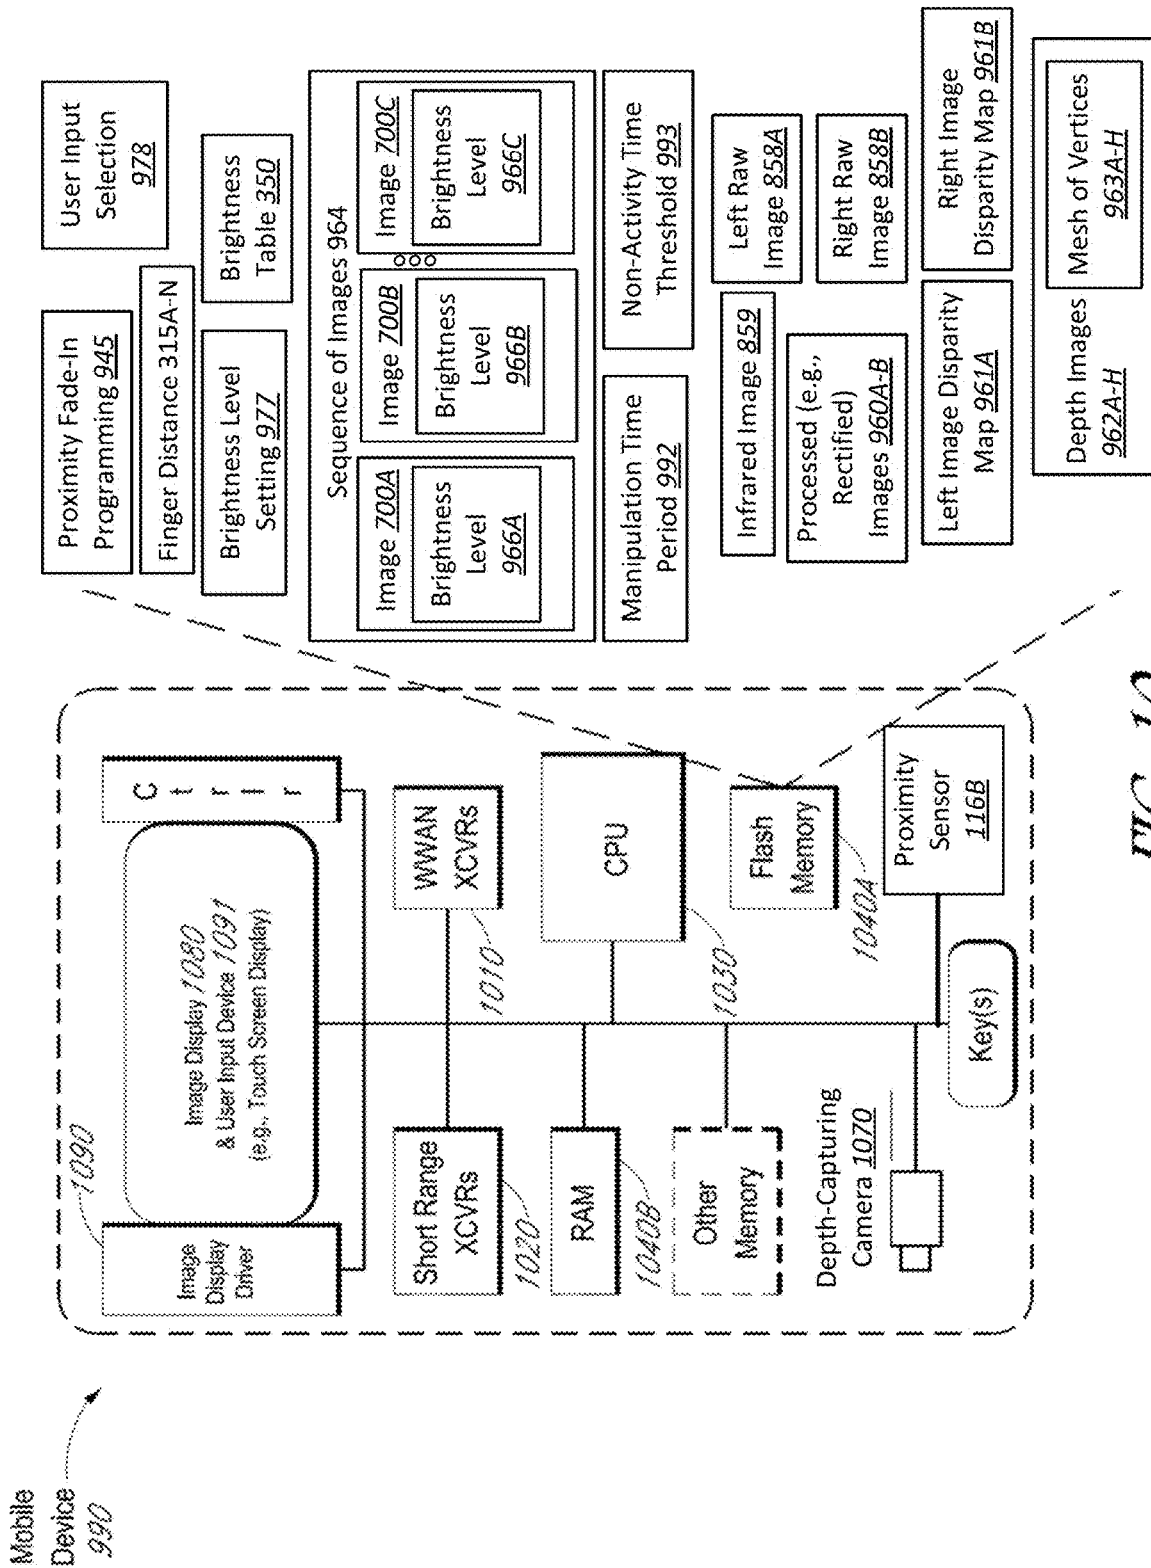 Mobile
Device
990
1090
Image
Display
Driver
Image Display 1080
& User Input Device 1091
(e.g., Touch Screen Display)
C
t
r
l
r
Short Range
XCVRs
1020
WWAN
XCVRs
1010
RAM
1040B
CPU
1030
Other
Memory
Flash
Memory
1040A
Depth-Capturing
Camera 1070
Key(s)
Proximity
Sensor
116B
Proximity Fade-In
Programming 945
User Input
Selection
978
Finger Distance 315A-N
Brightness Level
Setting 977
Brightness
Table 350
Sequence of Images 964
Image 700A
Brightness
Level
966A
Image 700B
Brightness
Level
966B
Image 700C
Brightness
Level
966C
Manipulation Time
Period 992
Non-Activity Time
Threshold 993
Infrared Image 859
Left Raw
Image 858A
Processed (e.g.,
Rectified)
Images 960A-B
Right Raw
Image 858B
Left Image Disparity
Map 961A
Right Image
Disparity Map 961B
Depth Images
962A-H
Mesh of Vertices
963A-H